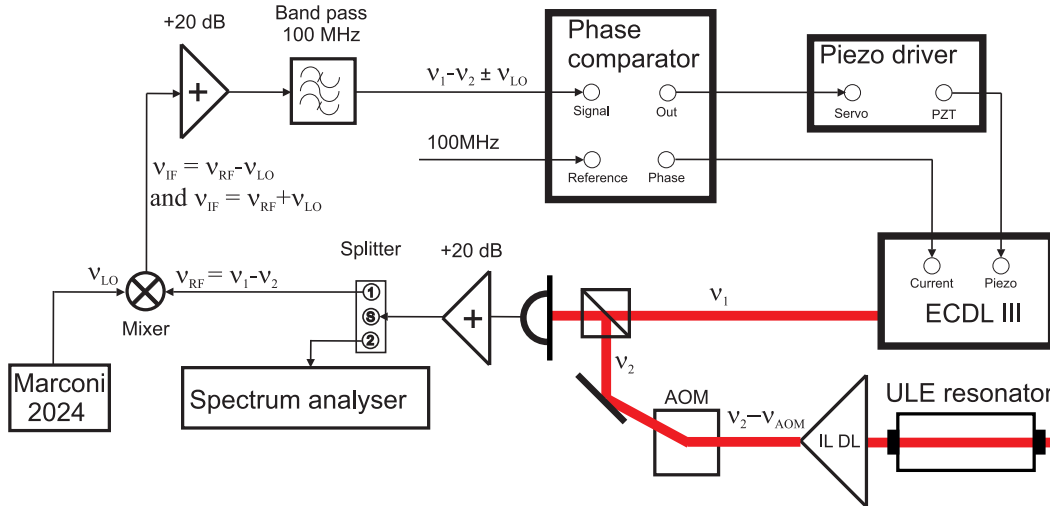 +20 dB
Band pass
100 MHz
Phase
comparator
Piezo driver
ν1-ν2 ± νLO
Signal
Out
Servo
PZT
100MHz
Reference
Phase
νIF = νRF-νLO
and νIF = νRF+νLO
Splitter
+20 dB
νLO
νRF = ν1-ν2
1
S
2
Mixer
ν1
Current
Piezo
ECDL III
ν2
Marconi
2024
Spectrum analyser
AOM
ν2–νAOM
IL DL
ULE resonator